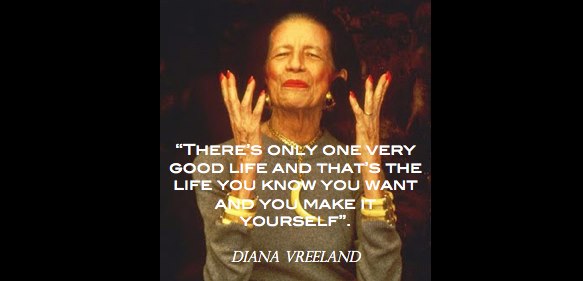 “There's only one very
good life and that's the
life you know you want
and you make it
yourself”.
Diana Vreeland